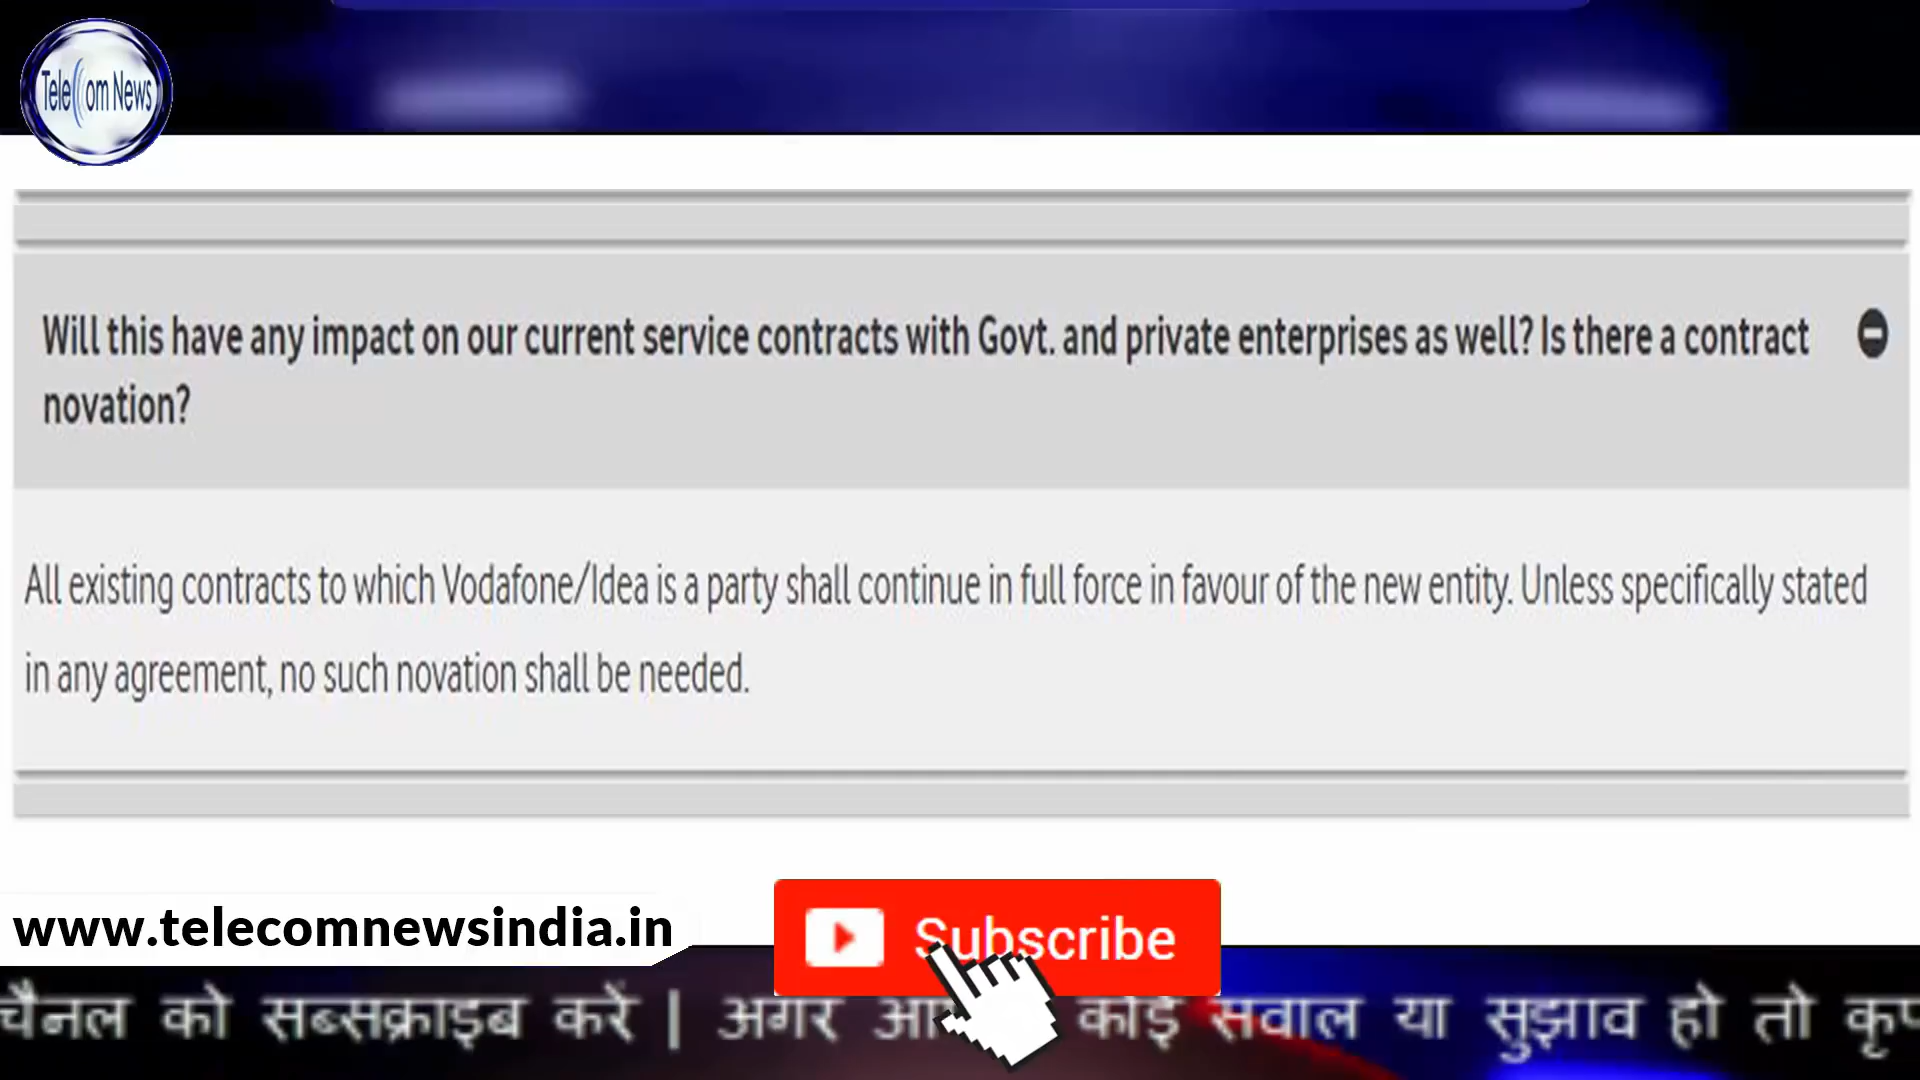 TeleCom News
Will this have any impact on our current service contracts with Govt. and private enterprises as well? Is there a contract
novation?
All existing contracts to which Vodafone/Idea is a party shall continue in full force in favour of the new entity. Unless specifically stated
in any agreement, no such novation shall be needed.
www.telecomnewsindia.in
Subscribe
चैनल को सब्सक्राइब करें | अगर कोई सवाल या सुझाव हो तो